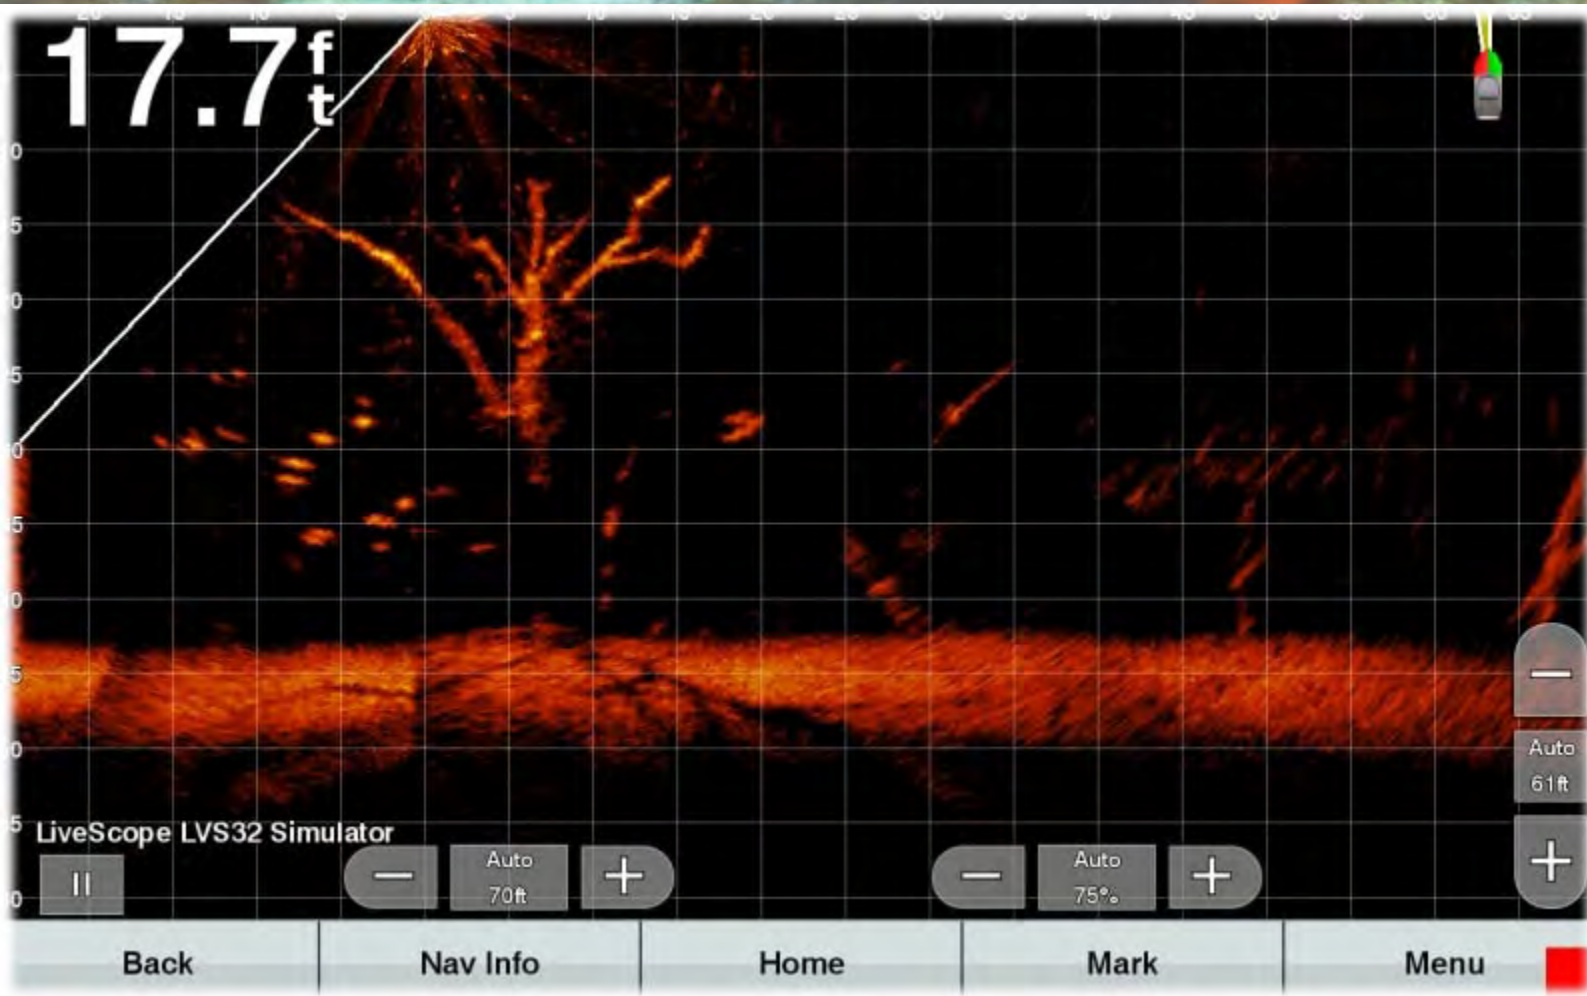 17.7 ft
LiveScope LVS32 Simulator
Auto
70ft
Auto
75%
Auto
61ft
Back
Nav Info
Home
Mark
Menu